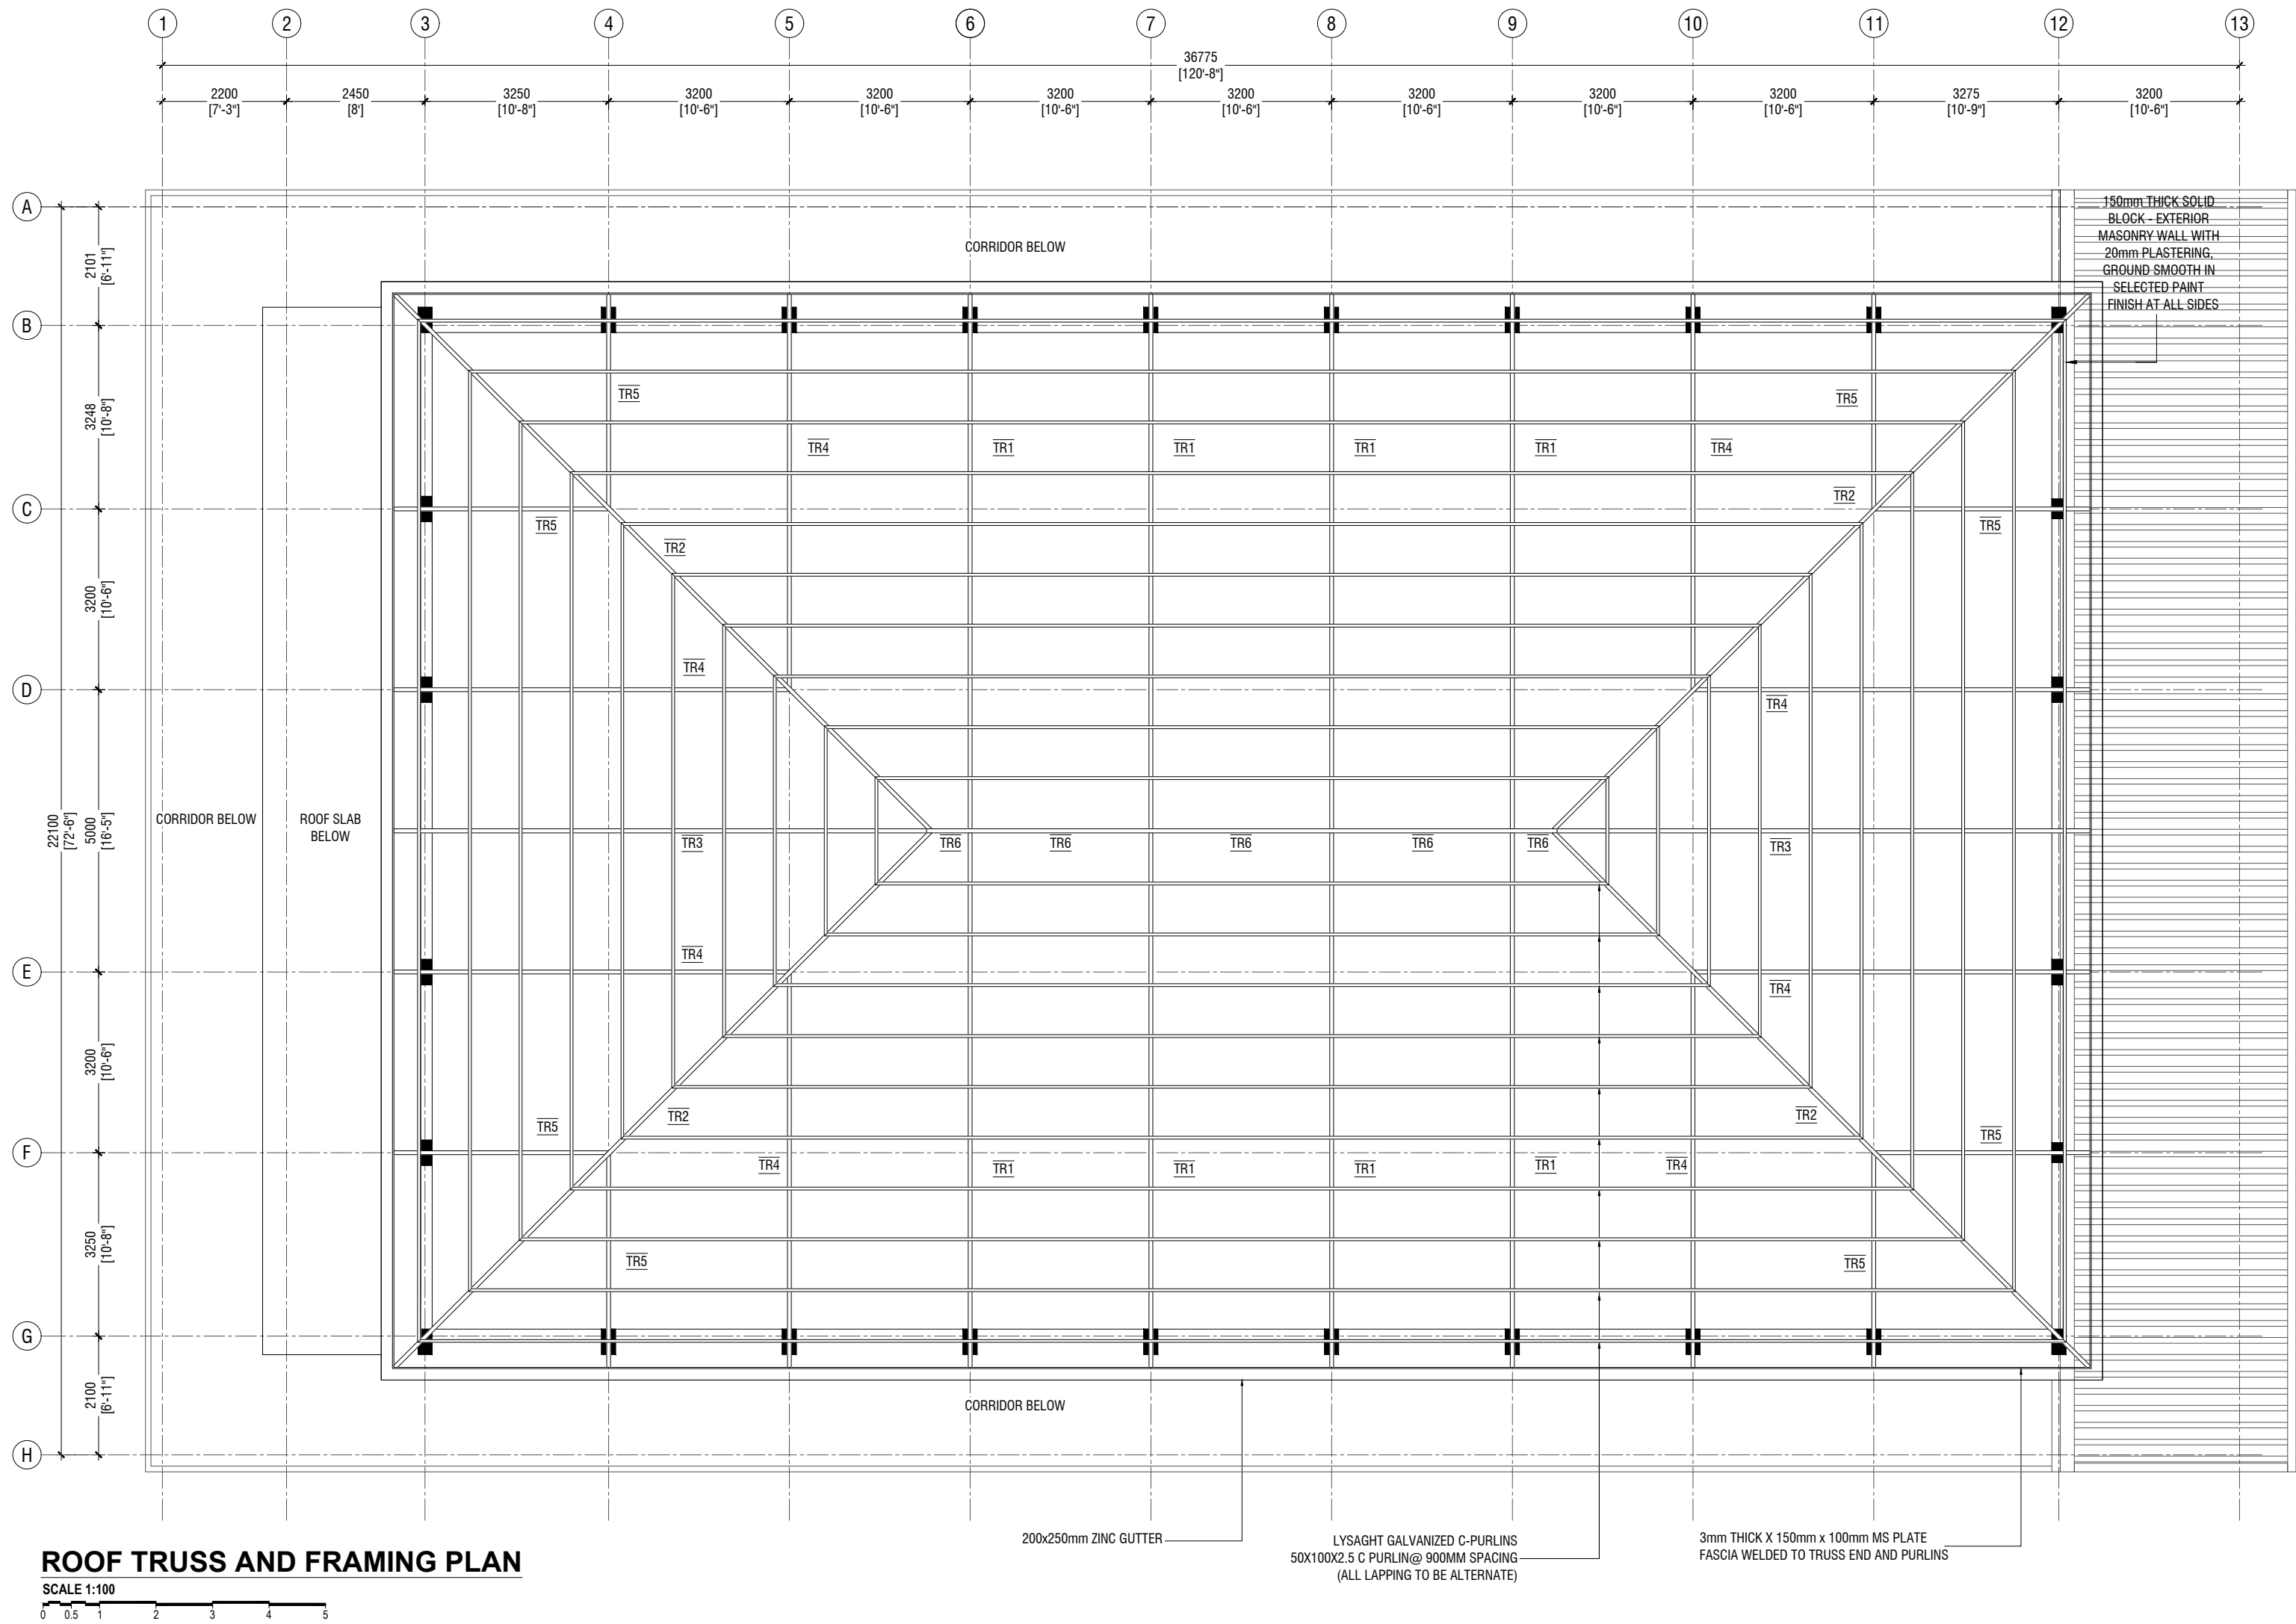 1 2 3 4 5 6 7 8 9 10 11 12 13
36775
[120'-8"]
2200 2450 3250 3200 3200 3200 3200 3200 3200 3200 3275 3200
[7'-3"] [8'] [10'-8"] [10'-6"] [10'-6"] [10'-6"] [10'-6"] [10'-6"] [10'-6"] [10'-6"] [10'-9"] [10'-6"]
A
150mm THICK SOLID
BLOCK - EXTERIOR
MASONRY WALL WITH
20mm PLASTERING,
GROUND SMOOTH IN
SELECTED PAINT
FINISH AT ALL SIDES
2101
[6'-11"]
CORRIDOR BELOW
B
3248
[10'-8"]
TR5 TR5
TR4 TR1 TR1 TR1 TR1 TR4
TR2
C
TR5 TR5
TR2
3200
[10'-6"]
TR4
D
TR4
22100
[72'-6"]
5000
[16'-5"]
CORRIDOR BELOW
ROOF SLAB
BELOW
TR3 TR6 TR6 TR6 TR6 TR6 TR3
TR4
E
TR4
3200
[10'-6"]
TR2 TR2
TR5 TR5
F
TR4 TR1 TR1 TR1 TR1 TR4
3250
[10'-8"]
TR5 TR5
G
2100
[6'-11"]
CORRIDOR BELOW
H
200x250mm ZINC GUTTER
LYSAGHT GALVANIZED C-PURLINS
50X100X2.5 C PURLIN@ 900MM SPACING
(ALL LAPPING TO BE ALTERNATE)
3mm THICK X 150mm x 100mm MS PLATE
FASCIA WELDED TO TRUSS END AND PURLINS
ROOF TRUSS AND FRAMING PLAN
SCALE 1:100
0 0.5 1 2 3 4 5